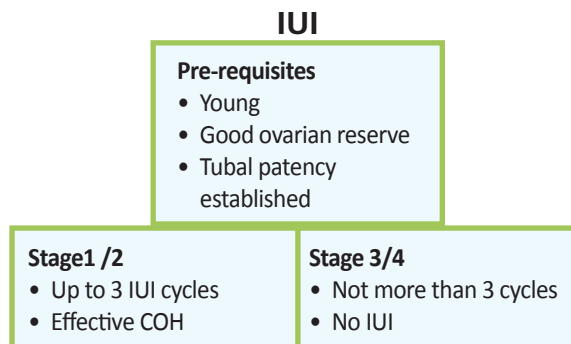 IUI
Pre-requisites
• Young
• Good ovarian reserve
• Tubal patency
established
Stage1 /2
• Up to 3 IUI cycles
• Effective COH
Stage 3/4
• Not more than 3 cycles
• No IUI